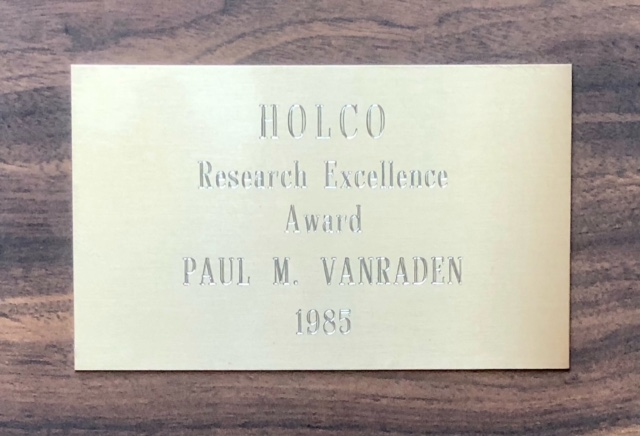 HOLCO
Research Excellence
Award
PAUL M. VANRADEN
1985